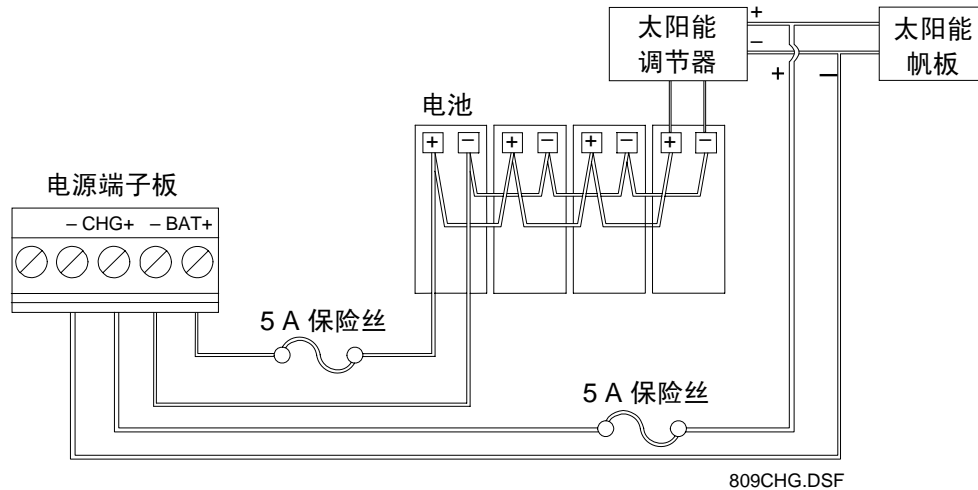 太阳能
调节器
+
−
+
−
太阳能
帆板
电池
+ − + − + − + −
电源端子板
− CHG+ − BAT+
5 A 保险丝
5 A 保险丝
809CHG.DSF